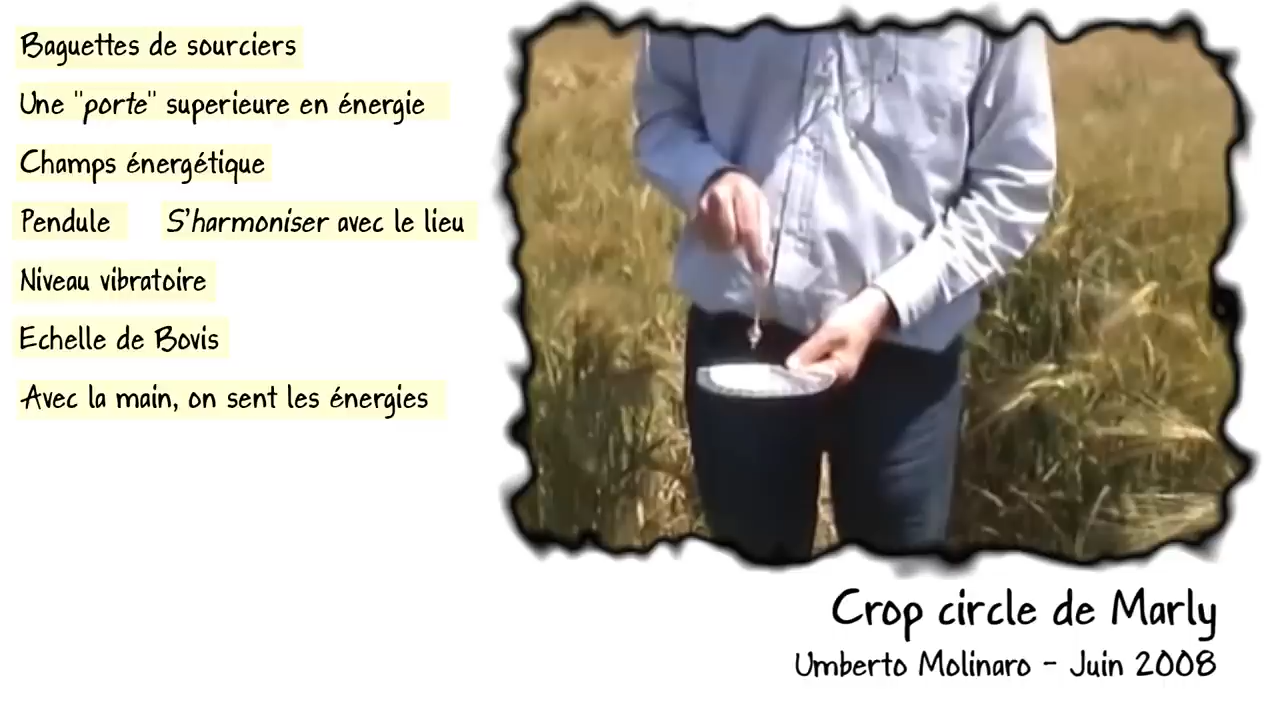 Baguettes de sourciers
Une "porte" superieure en énergie
Champs énergétique
Pendule S'harmoniser avec le lieu
Niveau vibratoire
Echelle de Bovis
Avec la main, on sent les énergies
Crop circle de Marly
Umberto Molinaro - Juin 2008